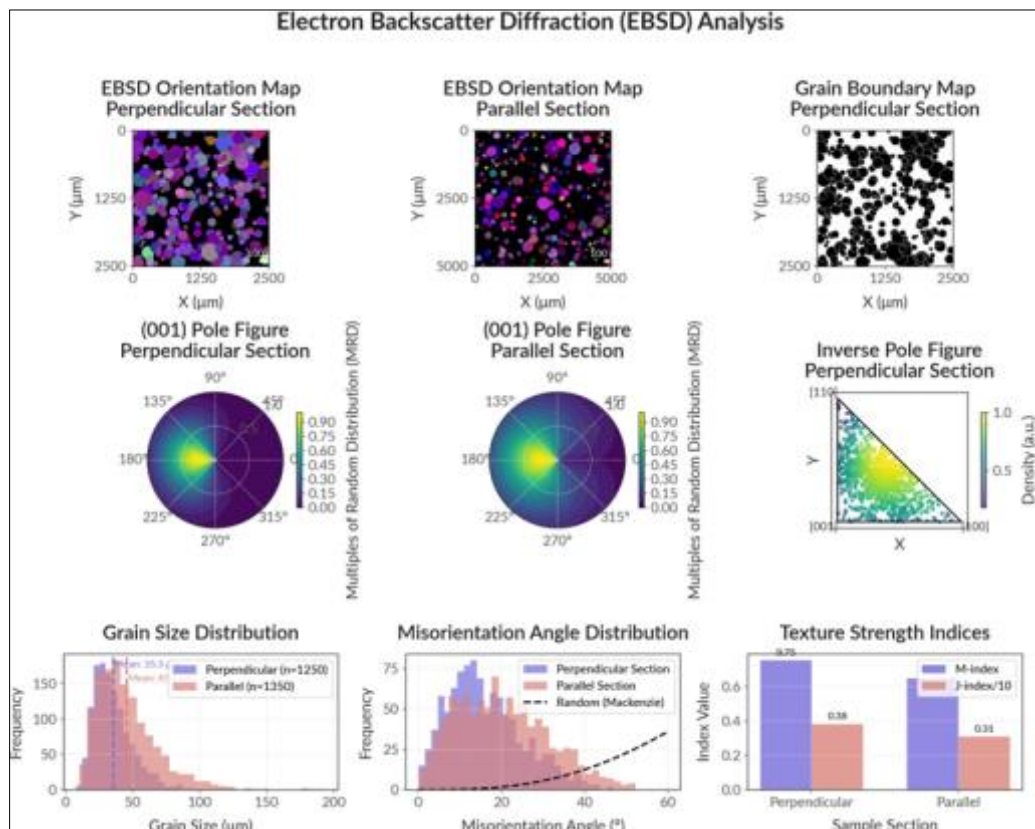 Electron Backscatter Diffraction (EBSD) Analysis
EBSD Orientation Map
Perpendicular Section
0
1250
2500
Y (μm)
0 1250 2500
X (μm)
EBSD Orientation Map
Parallel Section
0
2500
5000
Y (μm)
0 2500 5000
X (μm)
Grain Boundary Map
Perpendicular Section
0
1250
2500
Y (μm)
0 1250 2500
X (μm)
(001) Pole Figure
Perpendicular Section
90°
135° 45°
180°
225° 315°
270°
0.90
0.75
0.60
0.45
0.30
0.15
0.00
Multiples of Random Distribution (MRD)
(001) Pole Figure
Parallel Section
90°
135° 45°
180° 0
225° 315°
270°
0.90
0.75
0.60
0.45
0.30
0.15
0.00
Multiples of Random Distribution (MRD)
Inverse Pole Figure
Perpendicular Section
[110]
Y
[001]
X
1.0
0.5
Density (a.u.)
Grain Size Distribution
Perpendicular (n=1250)
Parallel (n=1350)
150
100
50
0
Frequency
0 50 100 150 200
Grain Size (μm)
Misorientation Angle Distribution
Perpendicular Section
Parallel Section
Random (Mackenzie)
75
50
25
0
Frequency
0 20 40 60
Misorientation Angle (°)
Texture Strength Indices
M-index
J-index/10
0.75
0.38
0.31
0.6
0.4
0.2
0.0
Index Value
Perpendicular Parallel
Sample Section